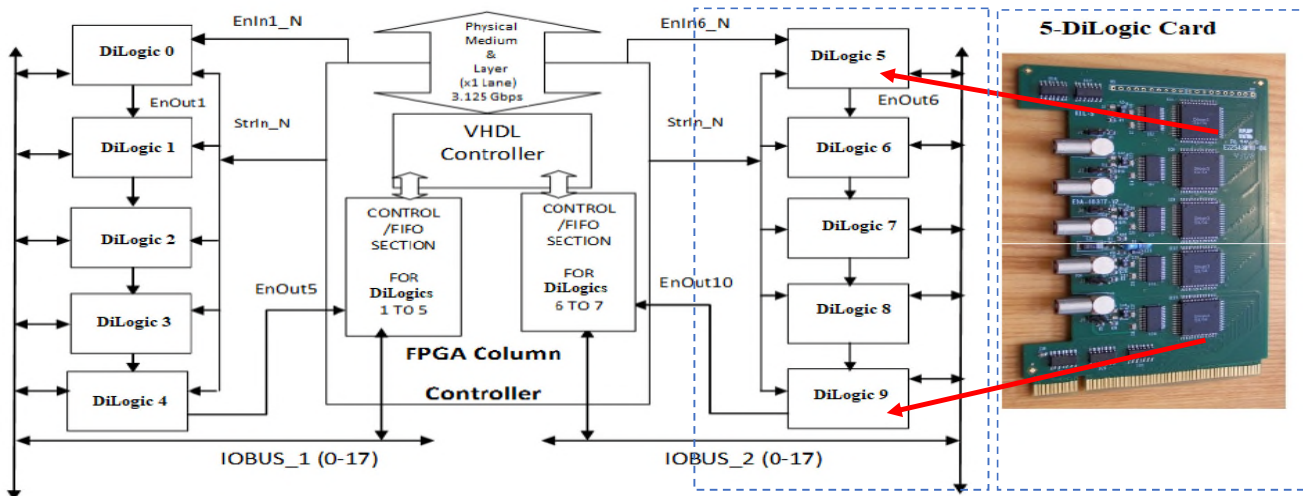 EnIn1_N
DiLogic 0
EnOut1
DiLogic 1
StrIn_N
DiLogic 2
DiLogic 3
EnOut5
DiLogic 4
Physical
Medium
&
Layer
(x1 Lane)
3.125 Gbps
VHDL
Controller
CONTROL
/FIFO
SECTION
FOR
DiLogics
1 TO 5
CONTROL
/FIFO
SECTION
FOR
DiLogics
6 TO 7
FPGA Column
Controller
IOBUS_1 (0-17)
IOBUS_2 (0-17)
EnIn6_N
DiLogic 5
EnOut6
StrIn_N
DiLogic 6
DiLogic 7
EnOut10
DiLogic 8
DiLogic 9
5-DiLogic Card